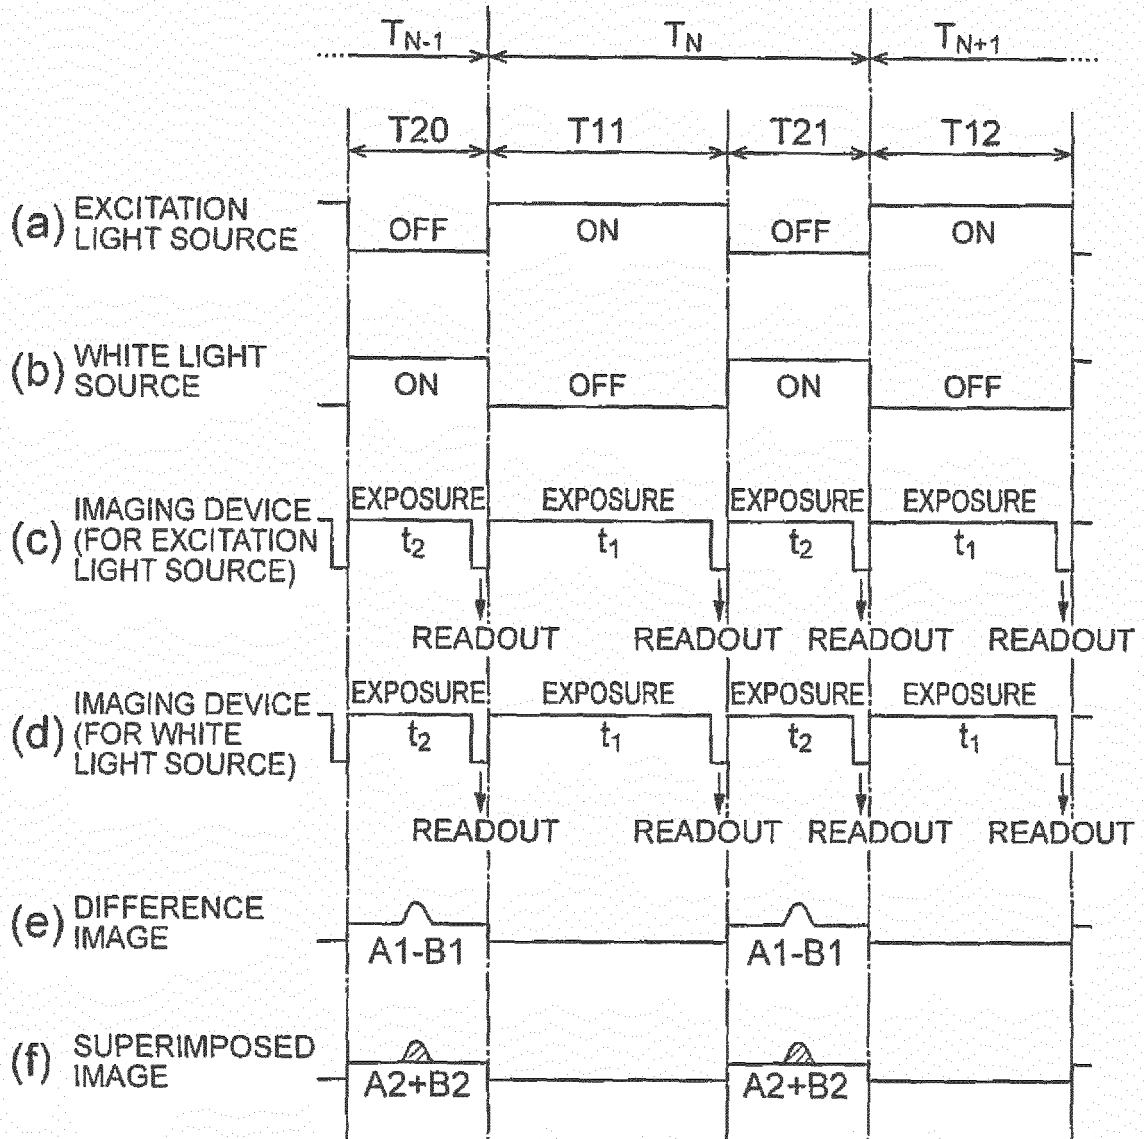 T_N-1 T_N T_N+1
T20 T11 T21 T12
(a) EXCITATION
LIGHT SOURCE
OFF ON OFF ON
(b) WHITE LIGHT
SOURCE
ON OFF ON OFF
(c) IMAGING DEVICE
(FOR EXCITATION
LIGHT SOURCE)
EXPOSURE EXPOSURE EXPOSURE EXPOSURE
t2 t1 t2 t1
READOUT READOUT READOUT READOUT
(d) IMAGING DEVICE
(FOR WHITE
LIGHT SOURCE)
EXPOSURE EXPOSURE EXPOSURE EXPOSURE
t2 t1 t2 t1
READOUT READOUT READOUT READOUT
(e) DIFFERENCE
IMAGE
A1-B1 A1-B1
(f) SUPERIMPOSED
IMAGE
A2+B2 A2+B2